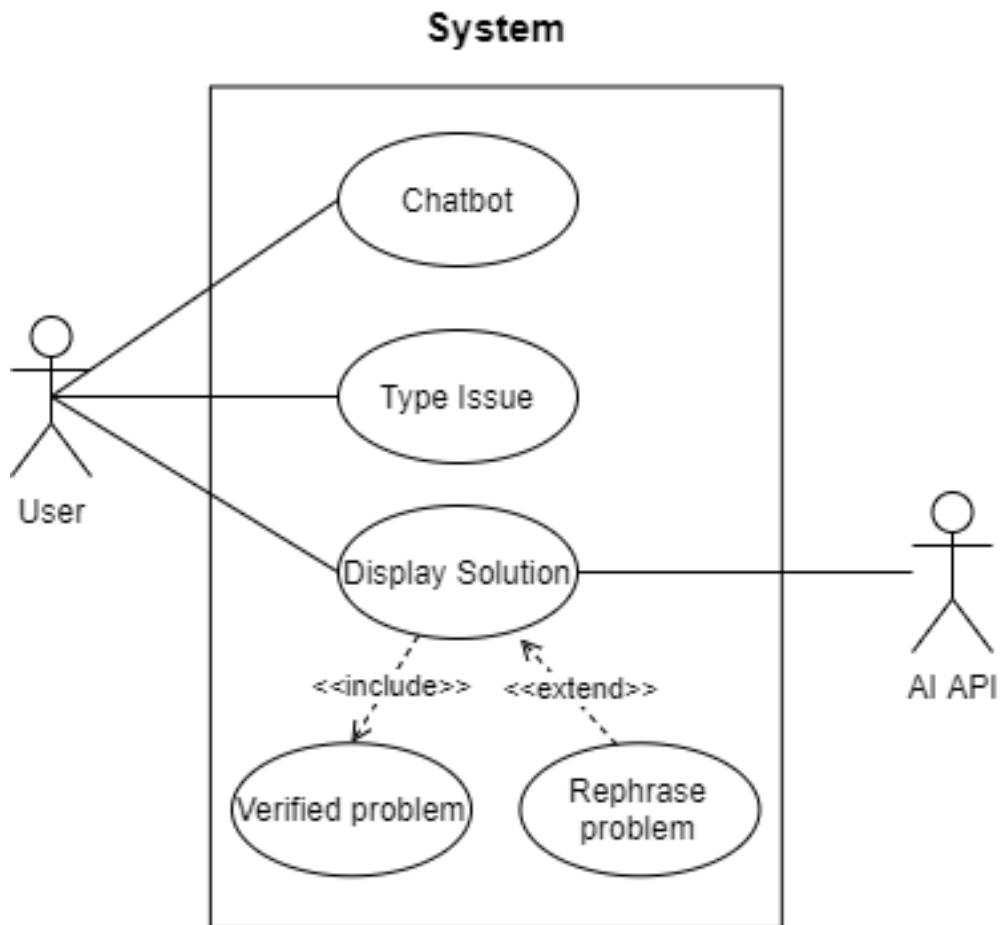 System
Chatbot
Type Issue
User
Display Solution
AI API
<<include>>
<<extend>>
Verified problem
Rephrase
problem